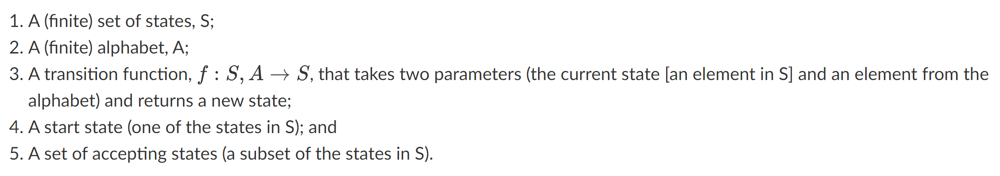 1. A (finite) set of states, S;
2. A (finite) alphabet, A;
3. A transition function, f : S, A → S, that takes two parameters (the current state [an element in S] and an element from the
alphabet) and returns a new state;
4. A start state (one of the states in S); and
5. A set of accepting states (a subset of the states in S).